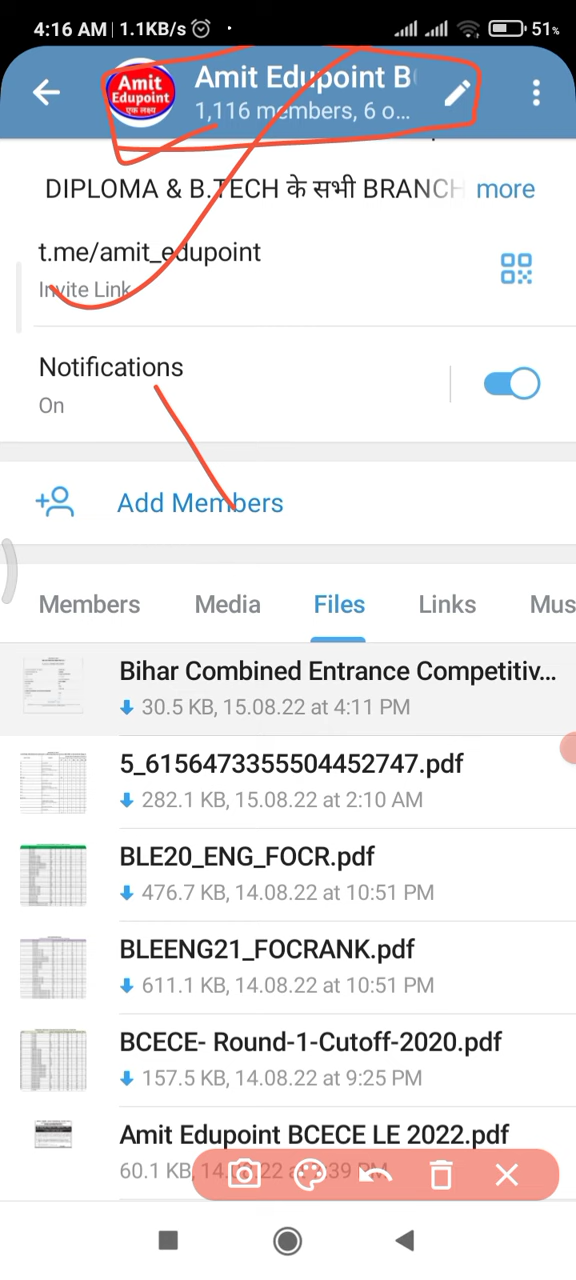 4:16 AM | 1.1KB/s
51%
Amit
Edupoint
एक लक्ष्य
Amit Edupoint B
1,116 members, 6 o...
DIPLOMA & B.TECH के सभी BRANCH more
t.me/amit_edupoint
Invite Link
Notifications
On
Add Members
Members Media Files Links Mus
Bihar Combined Entrance Competitiv...
30.5 KB, 15.08.22 at 4:11 PM
5_6156473355504452747.pdf
282.1 KB, 15.08.22 at 2:10 AM
BLE20_ENG_FOCR.pdf
476.7 KB, 14.08.22 at 10:51 PM
BLEENG21_FOCRANK.pdf
611.1 KB, 14.08.22 at 10:51 PM
BCECE- Round-1-Cutoff-2020.pdf
157.5 KB, 14.08.22 at 9:25 PM
Amit Edupoint BCECE LE 2022.pdf
60.1 KB,